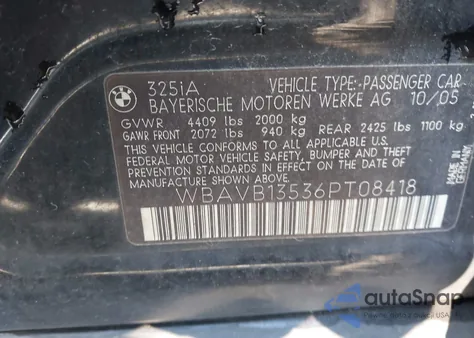 325iA VEHICLE TYPE:-PASSENGER CAR-
BAYERISCHE MOTOREN WERKE AG 10/05
GVWR 4409 lbs 2000 kg
GAWR FRONT 2072 lbs 940 kg REAR 2425 lbs 1100 kg
THIS VEHICLE CONFORMS TO ALL APPLICABLE U.S.
FEDERAL MOTOR VEHICLE SAFETY, BUMPER AND THEFT
PREVENTION STANDARDS IN EFFECT ON THE DATE OF
MANUFACTURE SHOWN ABOVE.
WBAVB13536PT08418
autoSnap